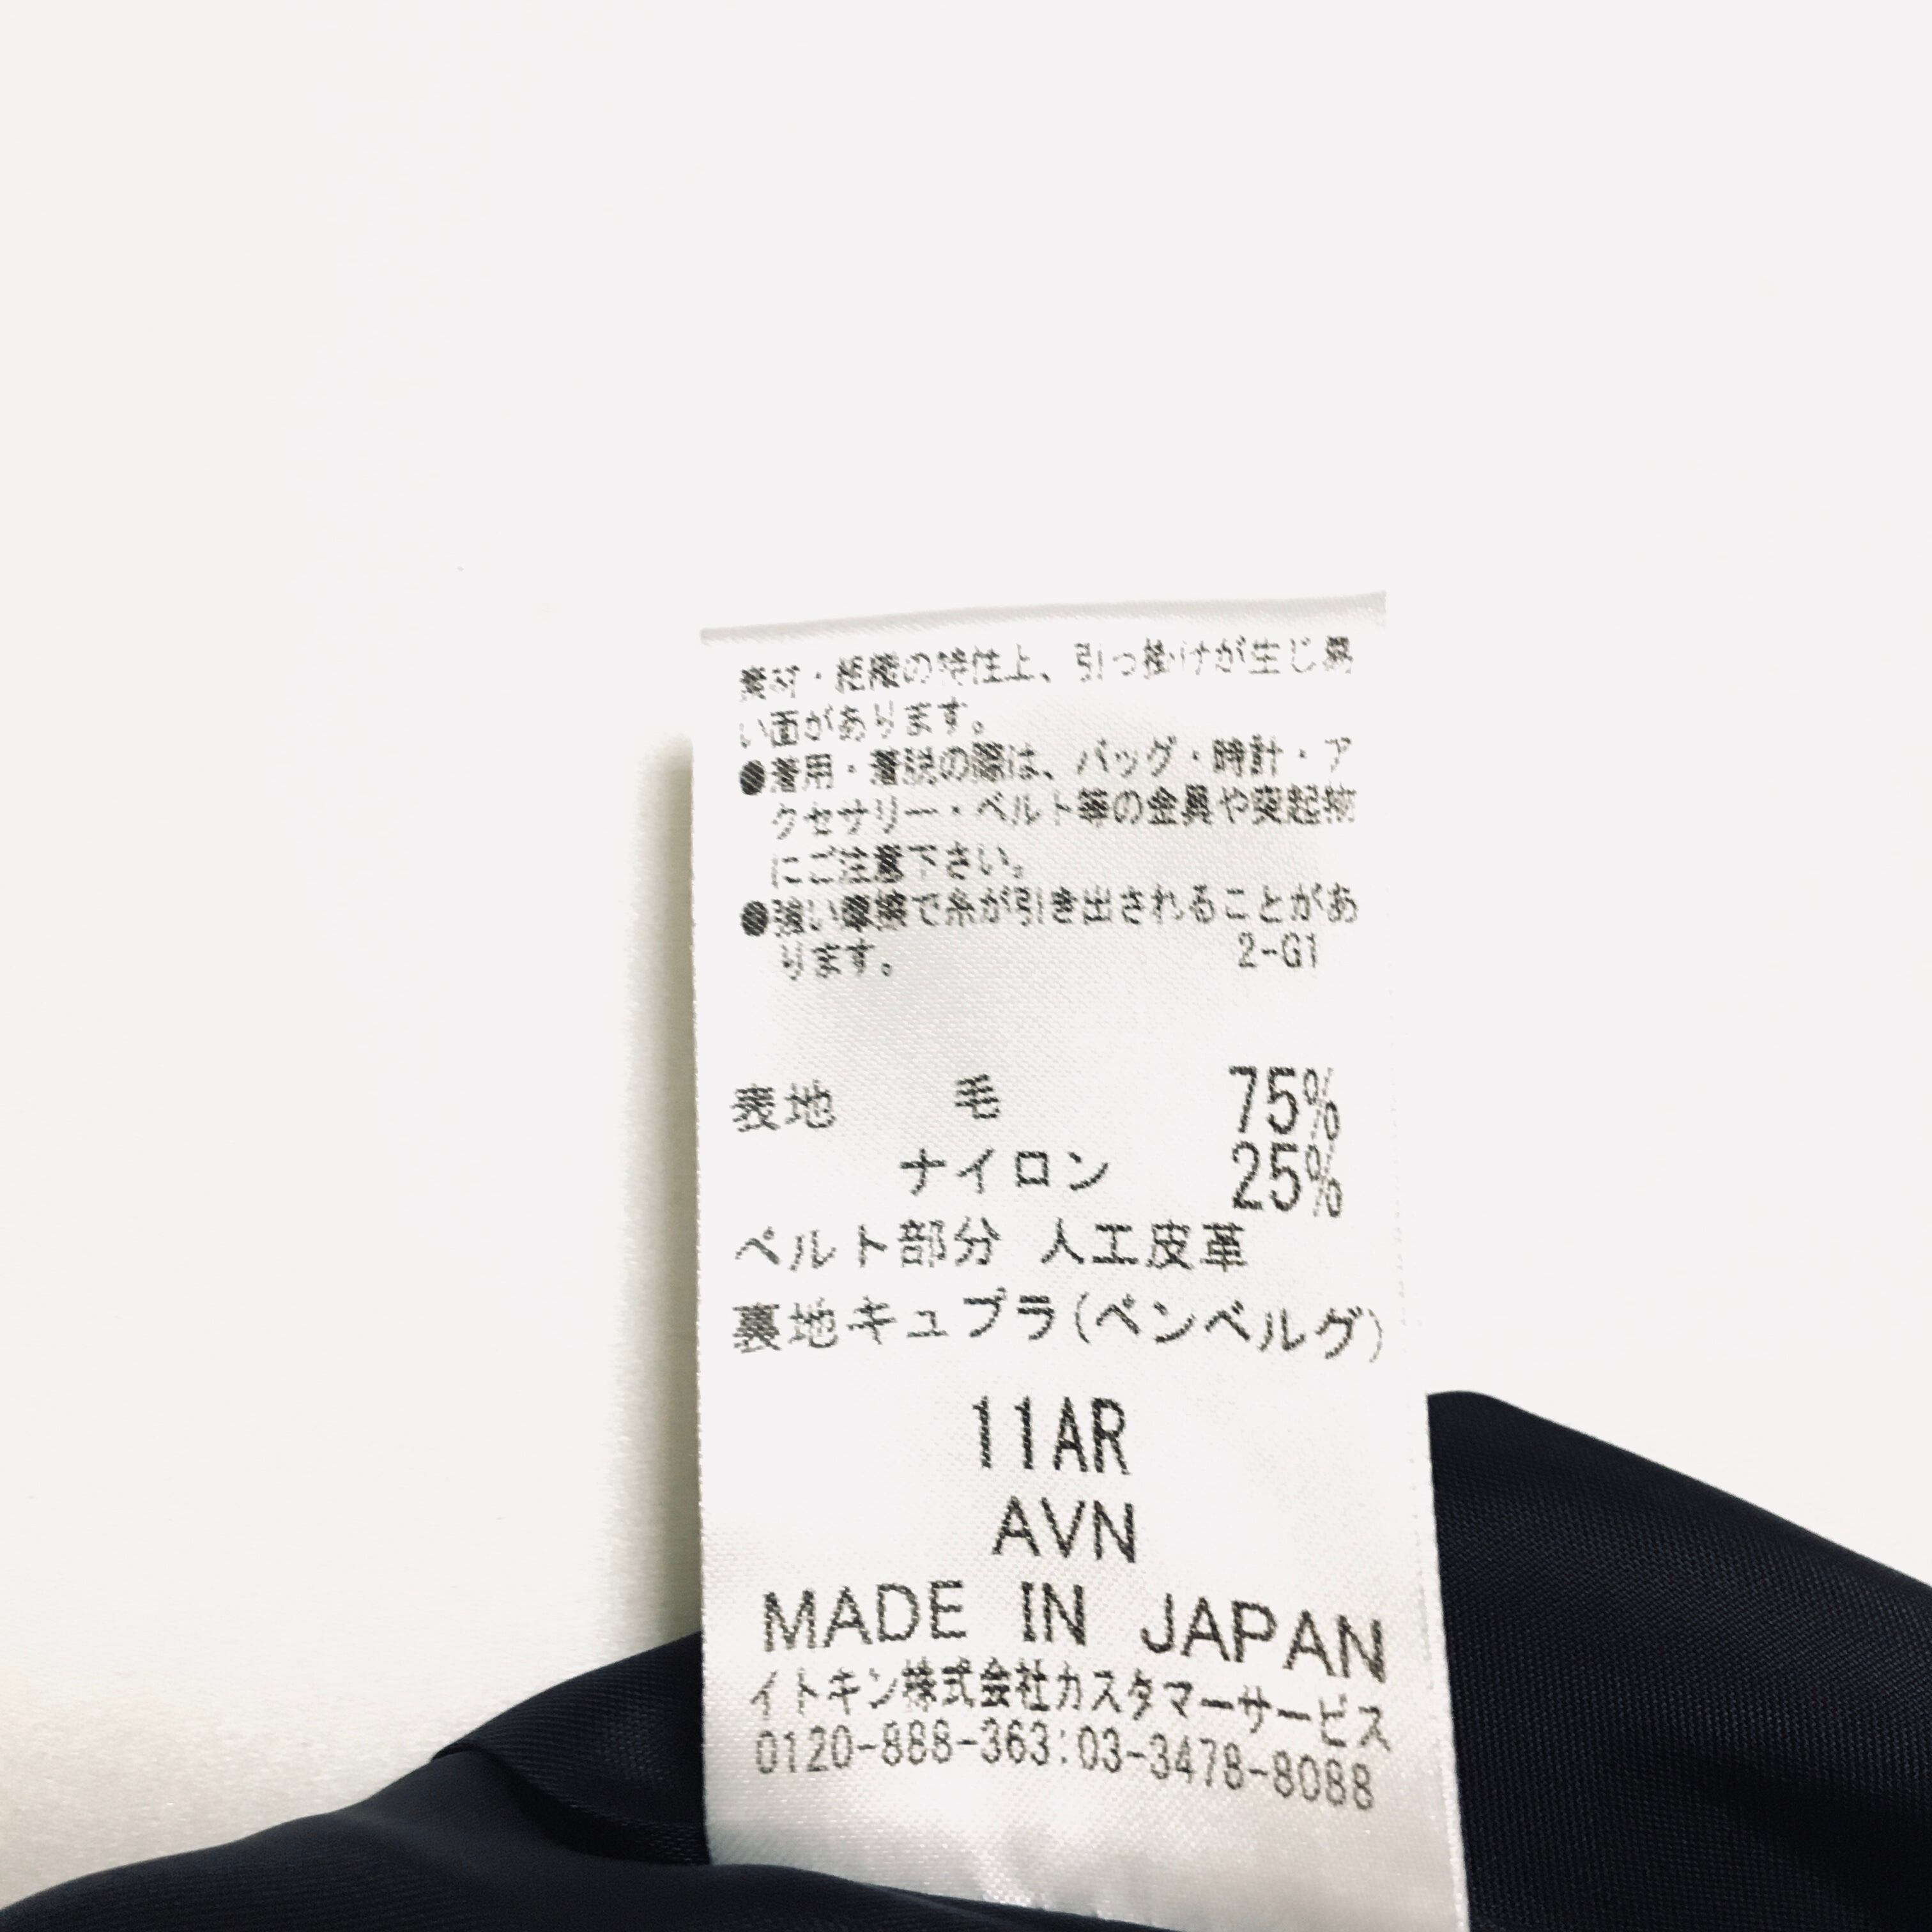 素材・組織の特性上、引っ掛けが生じ易
い面があります。
●着用・着脱の際は、バッグ・時計・ア
クセサリー・ベルト等の金具や突起物
にご注意下さい。
●強い摩擦で糸が引き出されることがあ
ります。 2-G1
表地 毛 75%
ナイロン 25%
ベルト部分 人工皮革
裏地キュプラ(ベンベルグ)
11AR
AVN
MADE IN JAPAN
イトキン株式会社カスタマーサービス
0120-888-363:03-3478-8088